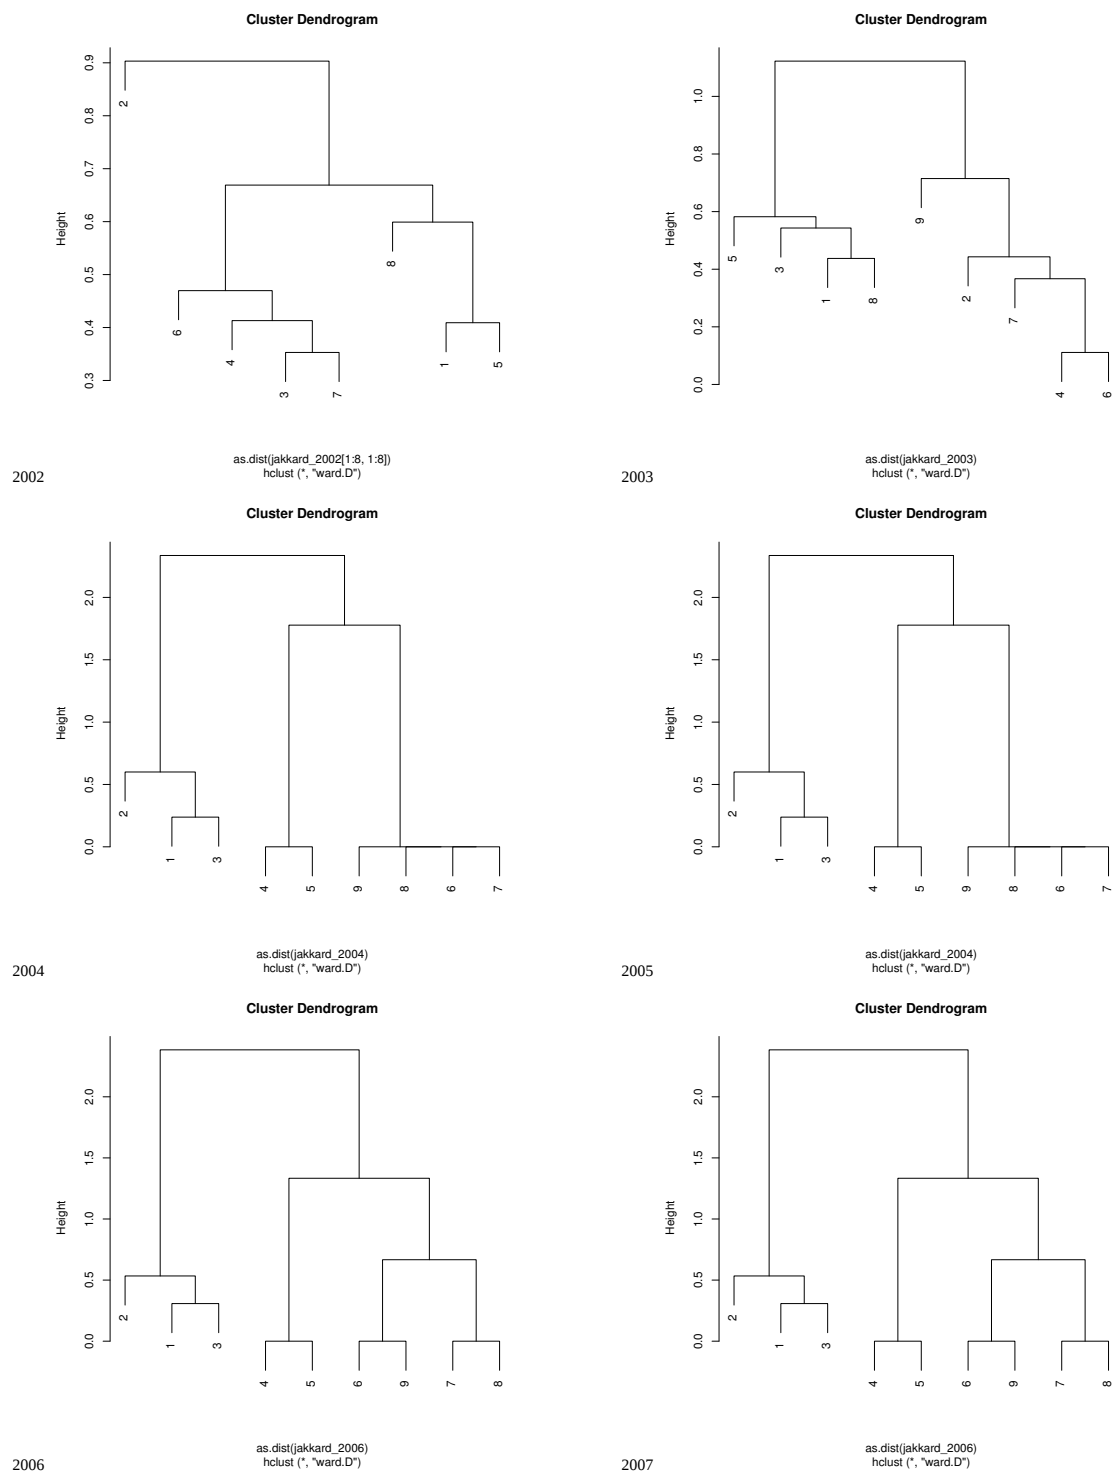 Cluster Dendrogram
Height
0.3 0.4 0.5 0.6 0.7 0.8 0.9
2
6
4
3
7
8
1
5
as.dist(jakkard_2002[1:8, 1:8])
hclust (*, "ward.D")
2002
Cluster Dendrogram
Height
0.0 0.2 0.4 0.6 0.8 1.0
5
3
1
8
9
2
7
4
6
as.dist(jakkard_2003)
hclust (*, "ward.D")
2003
Cluster Dendrogram
Height
0.0 0.5 1.0 1.5 2.0
2
1
3
4
5
9
8
6
7
as.dist(jakkard_2004)
hclust (*, "ward.D")
2004
Cluster Dendrogram
Height
0.0 0.5 1.0 1.5 2.0
2
1
3
4
5
9
8
6
7
as.dist(jakkard_2004)
hclust (*, "ward.D")
2005
Cluster Dendrogram
Height
0.0 0.5 1.0 1.5 2.0
2
1
3
4
5
6
9
7
8
as.dist(jakkard_2006)
hclust (*, "ward.D")
2006
Cluster Dendrogram
Height
0.0 0.5 1.0 1.5 2.0
2
1
3
4
5
6
9
7
8
as.dist(jakkard_2006)
hclust (*, "ward.D")
2007